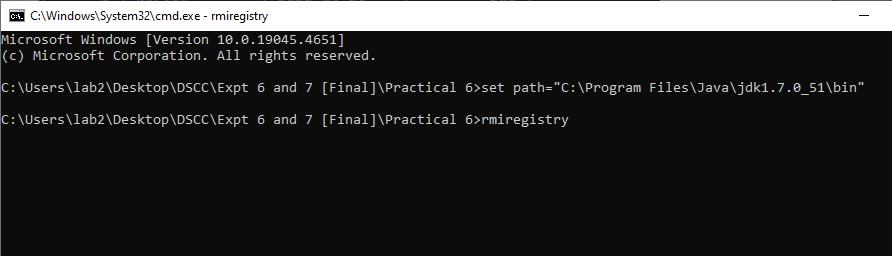 C:\Windows\System32\cmd.exe - rmiregistry
Microsoft Windows [Version 10.0.19045.4651]
(c) Microsoft Corporation. All rights reserved.
C:\Users\lab2\Desktop\DSCC\Expt 6 and 7 [Final]\Practical 6>set path="C:\Program Files\Java\jdk1.7.0_51\bin"
C:\Users\lab2\Desktop\DSCC\Expt 6 and 7 [Final]\Practical 6>rmiregistry